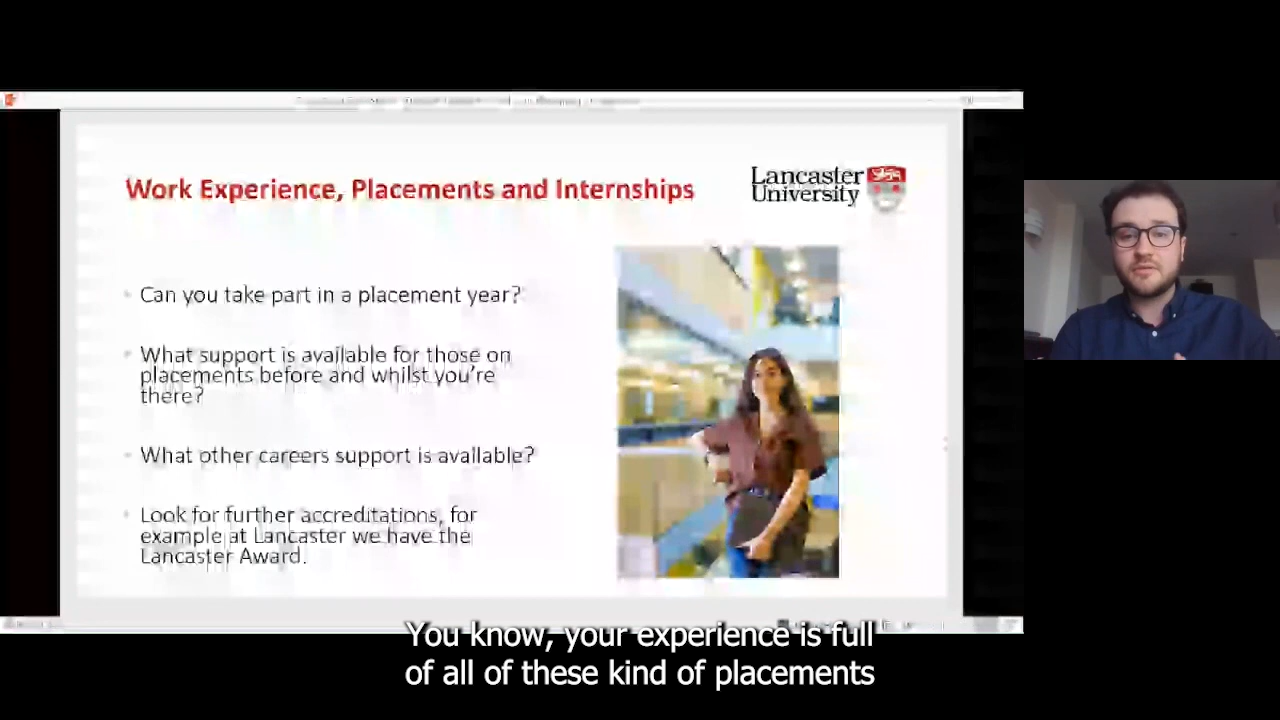 Work Experience, Placements and Internships
Lancaster
University
Can you take part in a placement year?
What support is available for those on
placements before and whilst you're
there?
What other careers support is available?
Look for further accreditations, for
example at Lancaster we have the
Lancaster Award.
You know, your experience is full
of all of these kind of placements